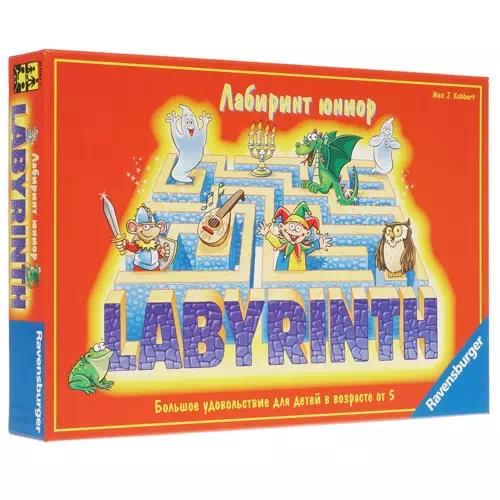 Лабиринт юниор
Max J. Kobbert
LABYRINTH
Большое удовольствие для детей в возрасте от 5
Ravensburger
Лабиринт юниор
LABYRINTH
Ravensburger